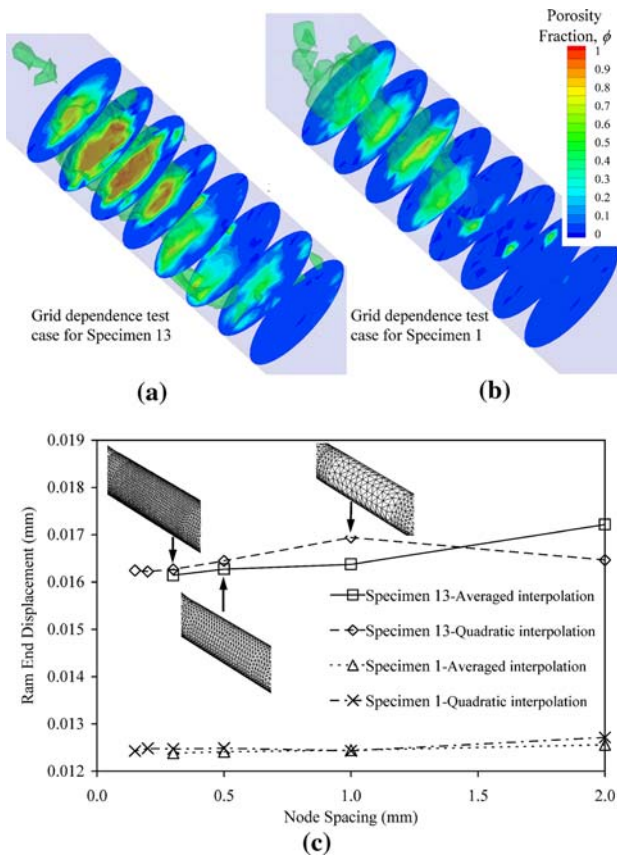 Porosity
Fraction, ϕ
1
0.9
0.8
0.7
0.6
0.5
0.4
0.3
0.2
0.1
0
Grid dependence test
case for Specimen 13
Grid dependence test
case for Specimen 1
(a)
(b)
0.019
0.018
0.017
0.016
0.015
0.014
0.013
0.012
Ram End Displacement (mm)
Specimen 13-Averaged interpolation
Specimen 13-Quadratic interpolation
Specimen 1-Averaged interpolation
Specimen 1-Quadratic interpolation
0.0
0.5
1.0
1.5
2.0
Node Spacing (mm)
(c)